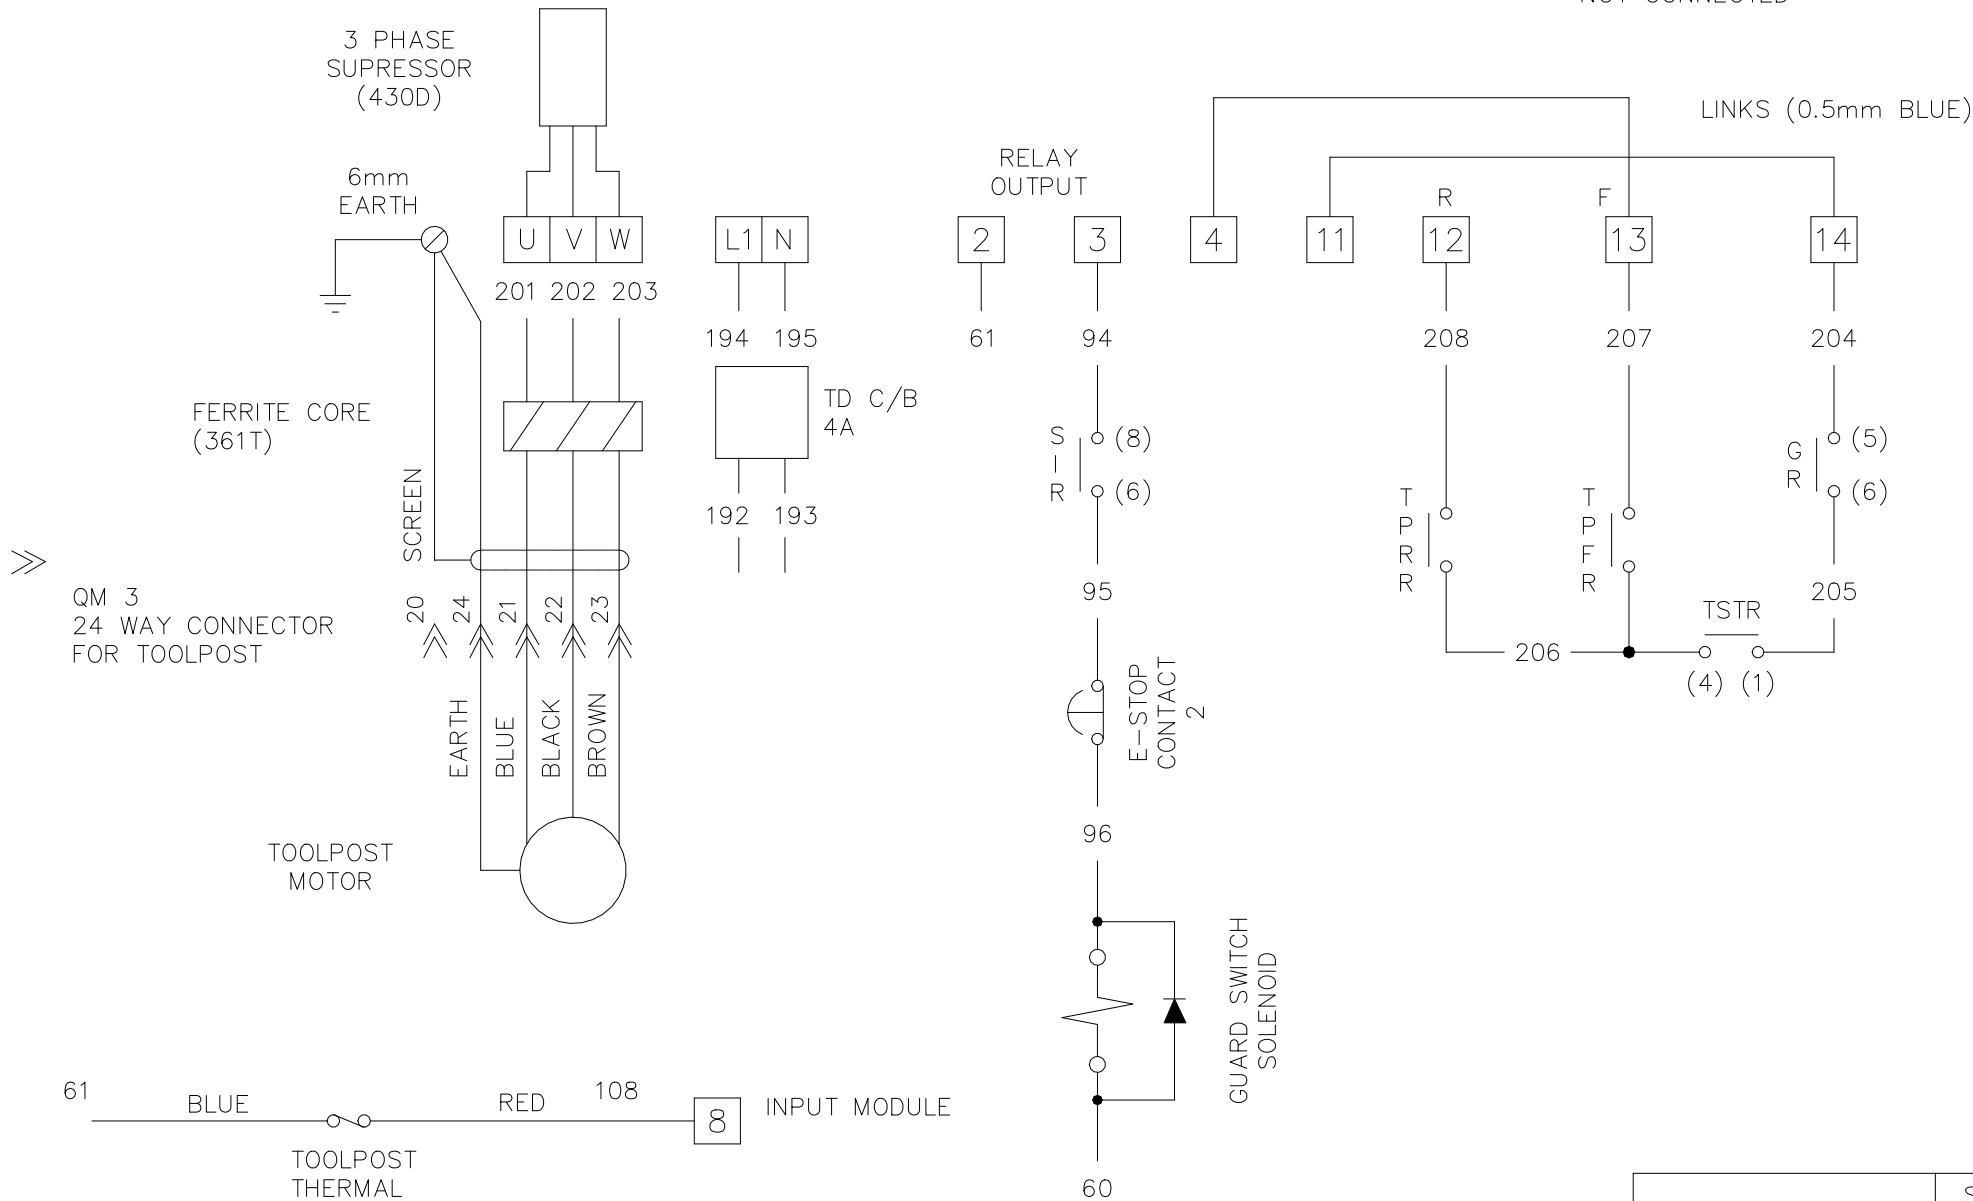 3 PHASE
SUPRESSOR
(430D)
LINKS (0.5mm BLUE)
6mm
EARTH
RELAY
OUTPUT
R
F
U V W
L1 N
2
3
4
11
12
13
14
201 202 203
194 195
61
94
208
207
204
FERRITE CORE
(361T)
TD C/B
4A
SCREEN
192 193
S
I
R
(8)
(6)
G
R
(5)
(6)
T
P
R
R
T
P
F
R
QM 3
24 WAY CONNECTOR
FOR TOOLPOST
20
24
21
22
23
95
205
TSTR
206
(4) (1)
EARTH
BLUE
BLACK
BROWN
E-STOP
CONTACT
2
96
TOOLPOST
MOTOR
GUARD SWITCH
SOLENOID
61
BLUE
RED
108
8
INPUT MODULE
TOOLPOST
THERMAL
60